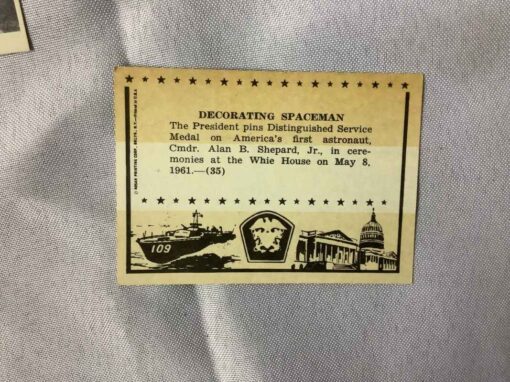 DECORATING SPACEMAN
The President pins Distinguished Service
Medal on America's first astronaut,
Cmdr. Alan B. Shepard, Jr., in cere-
monies at the Whie House on May 8,
1961.—(35)
109